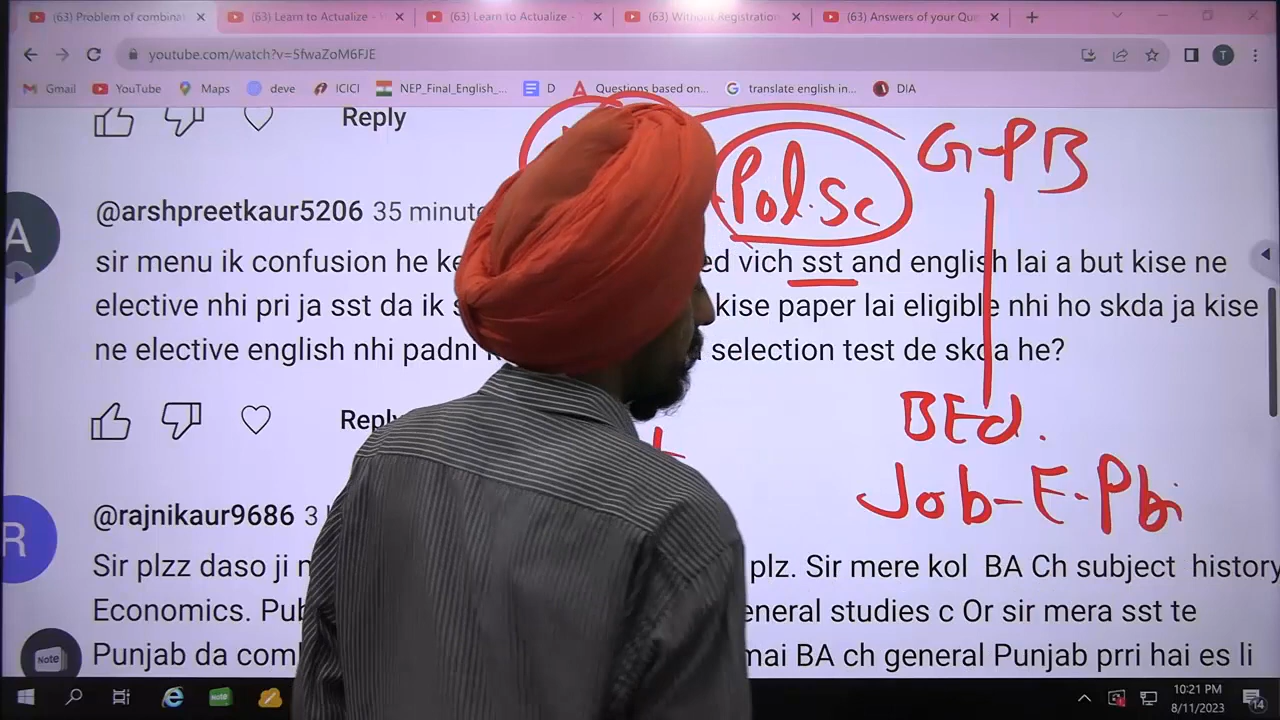 (63) Problem of combina
(63) Learn to Actualize -
(63) Learn to Actualize -
(63) Without Registration
(63) Answers of your Que
youtube.com/watch?v=5fwaZoM6FJE
T
Gmail YouTube Maps deve ICICI NEP_Final_English_... D Questions based on... translate english in... DIA
Reply
Pol.Sc
G-PB
A
@arshpreetkaur5206 35 minute
sir menu ik confusion he ke ed vich sst and english lai a but kise ne
elective nhi pri ja sst da ik s kise paper lai eligible nhi ho skda ja kise
ne elective english nhi padni selection test de skda he?
Reply
BEd.
Job-E-Pbi
R
@rajnikaur9686 3
Sir plzz daso ji plz. Sir mere kol BA Ch subject history
Economics. Pub eneral studies c Or sir mera sst te
Punjab da com mai BA ch general Punjab prri hai es li
Note
Note
10:21 PM
8/11/2023
14